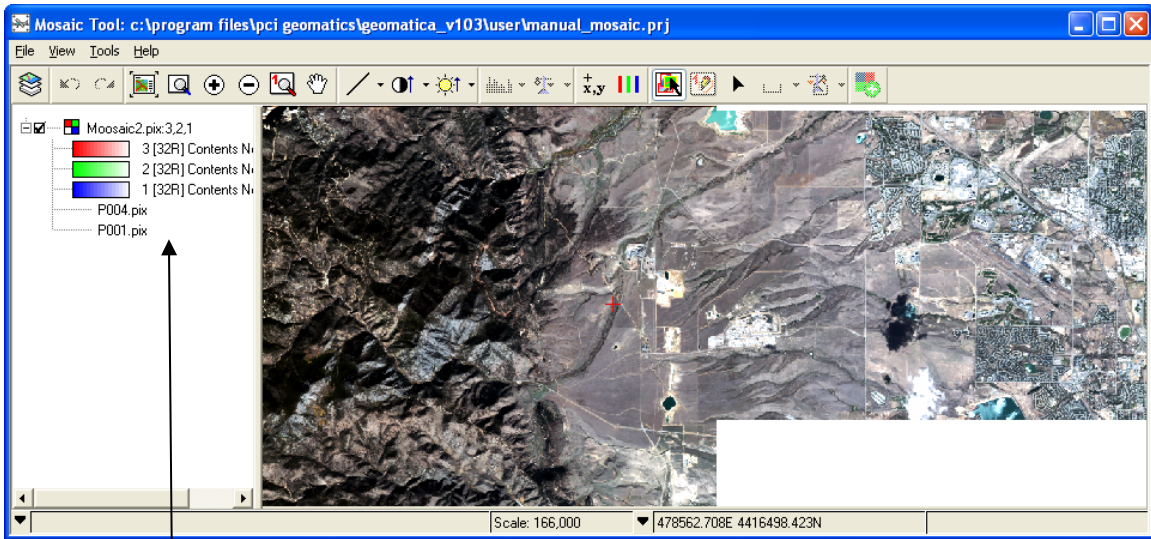 Mosaic Tool: c:\program files\pci geomatics\geomatica_v103\user\manual_mosaic.prj
File View Tools Help
x,y
Moosaic2.pix:3,2,1
3 [32R] Contents N
2 [32R] Contents N
1 [32R] Contents N
P004.pix
P001.pix
Scale: 166,000
478562.708E 4416498.423N